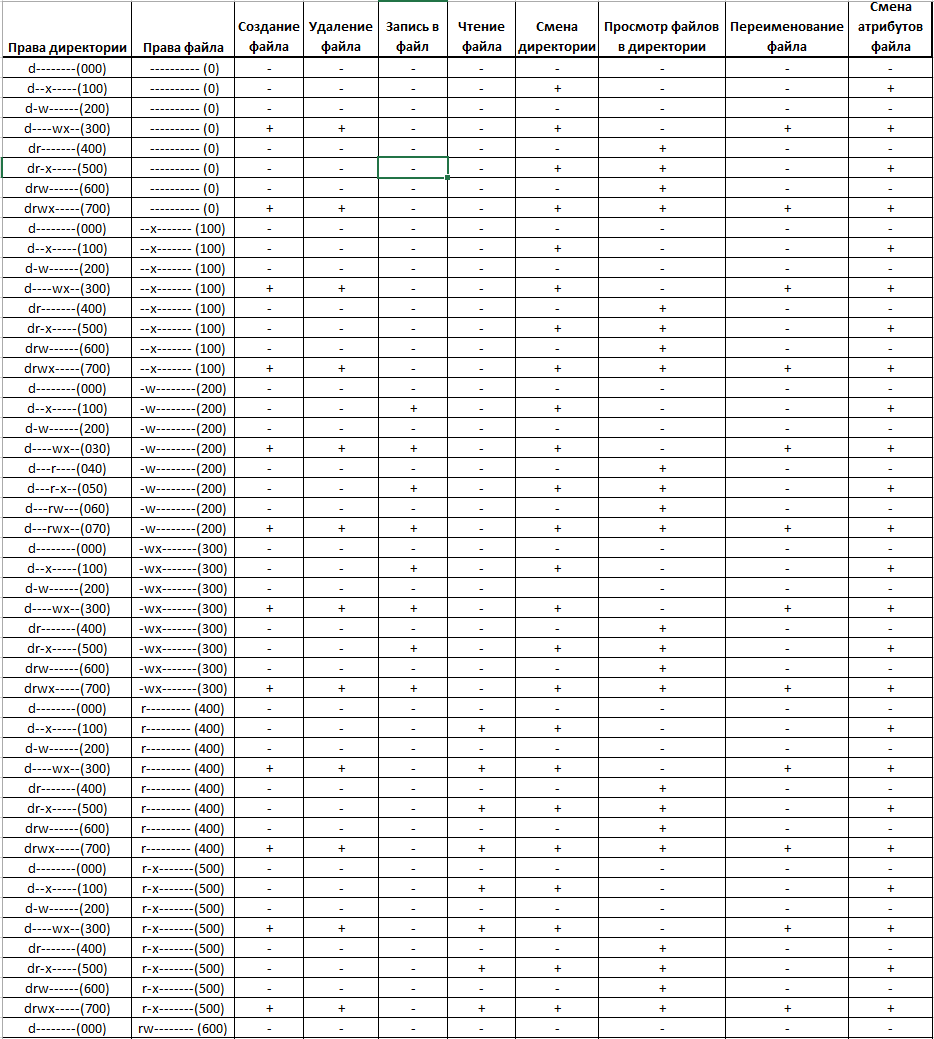 Права директории | Права файла | Создание файла | Удаление файла | Запись в файл | Чтение файла | Смена директории | Просмотр файлов в директории | Переименование файла | Смена атрибутов файла
d--------(000) | ---------- (0) | - | - | - | - | - | - | - | -
d--x-----(100) | ---------- (0) | - | - | - | - | + | - | - | +
d-w------(200) | ---------- (0) | - | - | - | - | - | - | - | -
d----wx--(300) | ---------- (0) | + | + | - | - | + | - | + | +
dr-------(400) | ---------- (0) | - | - | - | - | - | + | - | -
dr-x-----(500) | ---------- (0) | - | - | - | - | + | + | - | +
drw------(600) | ---------- (0) | - | - | - | - | - | + | - | -
drwx-----(700) | ---------- (0) | + | + | - | - | + | + | + | +
d--------(000) | --x------- (100) | - | - | - | - | - | - | - | -
d--x-----(100) | --x------- (100) | - | - | - | - | + | - | - | +
d-w------(200) | --x------- (100) | - | - | - | - | - | - | - | -
d----wx--(300) | --x------- (100) | + | + | - | - | + | - | + | +
dr-------(400) | --x------- (100) | - | - | - | - | - | + | - | -
dr-x-----(500) | --x------- (100) | - | - | - | - | + | + | - | +
drw------(600) | --x------- (100) | - | - | - | - | - | + | - | -
drwx-----(700) | --x------- (100) | + | + | - | - | + | + | + | +
d--------(000) | -w--------(200) | - | - | - | - | - | - | - | -
d--x-----(100) | -w--------(200) | - | - | + | - | + | - | - | +
d-w------(200) | -w--------(200) | - | - | - | - | - | - | - | -
d----wx--(030) | -w--------(200) | + | + | + | - | + | - | + | +
d---r----(040) | -w--------(200) | - | - | - | - | - | + | - | -
d---r-x--(050) | -w--------(200) | - | - | + | - | + | + | - | +
d---rw---(060) | -w--------(200) | - | - | - | - | - | + | - | -
d---rwx--(070) | -w--------(200) | + | + | + | - | + | + | + | +
d--------(000) | -wx-------(300) | - | - | - | - | - | - | - | -
d--x-----(100) | -wx-------(300) | - | - | + | - | + | - | - | +
d-w------(200) | -wx-------(300) | - | - | - | - | | - | - | -
d----wx--(300) | -wx-------(300) | + | + | + | - | + | - | + | +
dr-------(400) | -wx-------(300) | - | - | - | - | - | + | - | -
dr-x-----(500) | -wx-------(300) | - | - | + | - | + | + | - | +
drw------(600) | -wx-------(300) | - | - | - | - | - | + | - | -
drwx-----(700) | -wx-------(300) | + | + | + | - | + | + | + | +
d--------(000) | r--------- (400) | - | - | - | - | - | - | - | -
d--x-----(100) | r--------- (400) | - | - | - | + | + | - | - | +
d-w------(200) | r--------- (400) | - | - | - | - | - | - | - | -
d----wx--(300) | r--------- (400) | + | + | - | + | + | - | + | +
dr-------(400) | r--------- (400) | - | - | - | - | - | + | - | -
dr-x-----(500) | r--------- (400) | - | - | - | + | + | + | - | +
drw------(600) | r--------- (400) | - | - | - | - | - | + | - | -
drwx-----(700) | r--------- (400) | + | + | - | + | + | + | + | +
d--------(000) | r-x-------(500) | - | - | - | - | - | - | - | -
d--x-----(100) | r-x-------(500) | - | - | - | + | + | - | - | +
d-w------(200) | r-x-------(500) | - | - | - | - | - | - | - | -
d----wx--(300) | r-x-------(500) | + | + | - | + | + | - | + | +
dr-------(400) | r-x-------(500) | - | - | - | - | - | + | - | -
dr-x-----(500) | r-x-------(500) | - | - | - | + | + | + | - | +
drw------(600) | r-x-------(500) | - | - | - | - | - | + | - | -
drwx-----(700) | r-x-------(500) | + | + | - | + | + | + | + | +
d--------(000) | rw-------- (600) | - | - | - | - | - | - | - | -